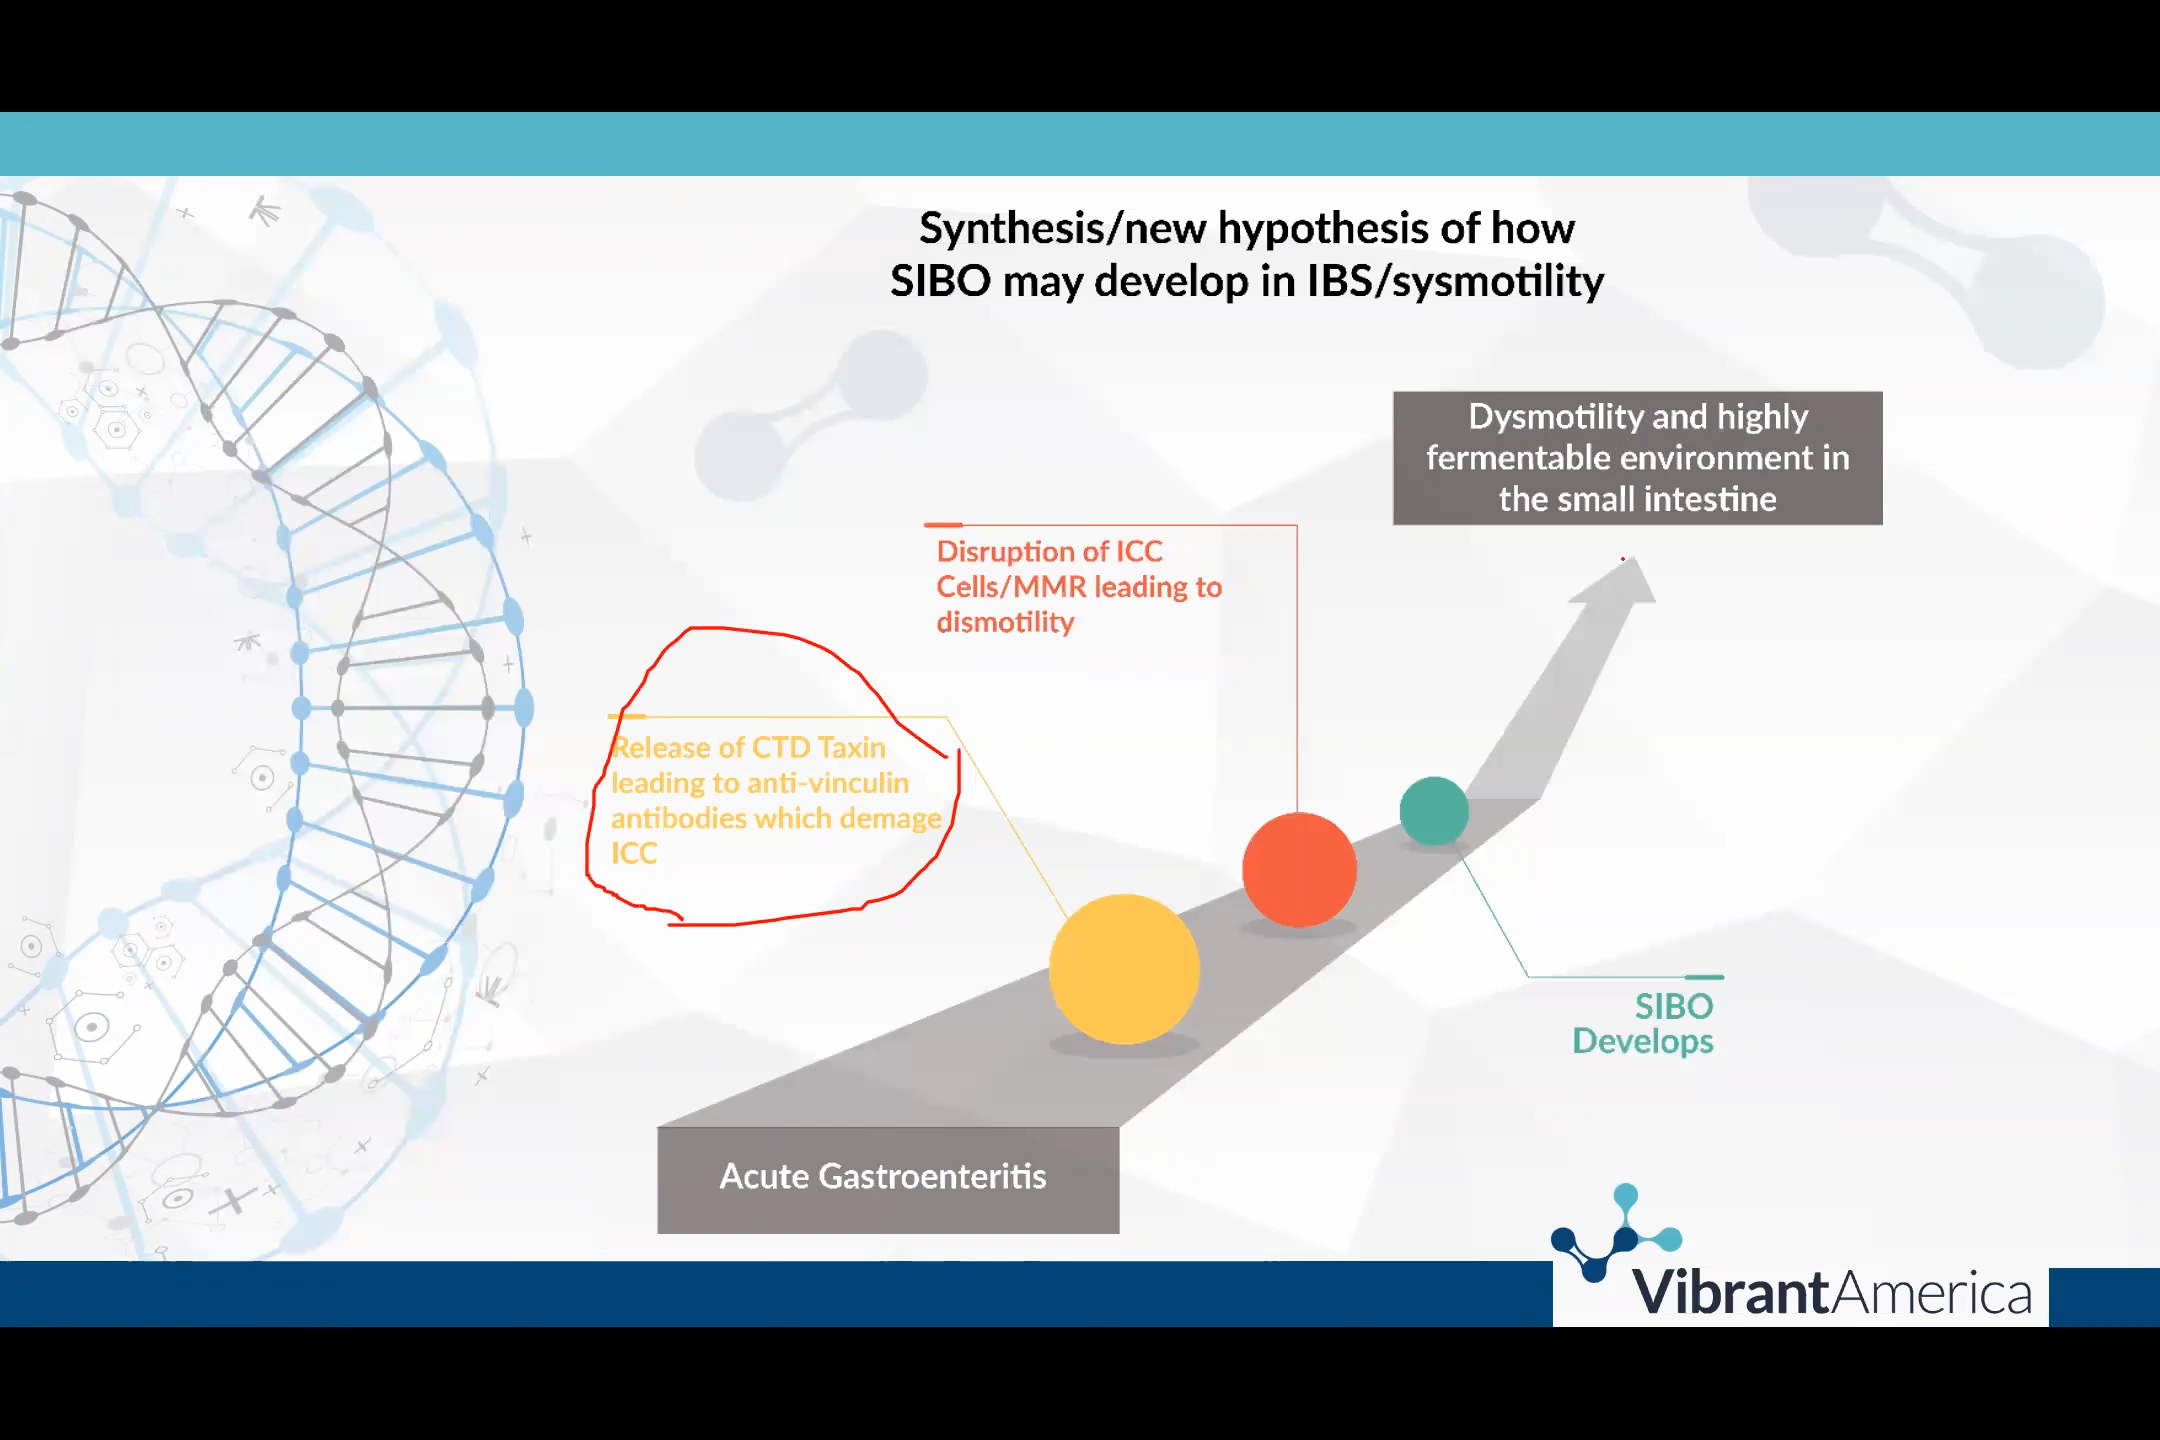 Synthesis/new hypothesis of how
SIBO may develop in IBS/sysmotility
Dysmotility and highly
fermentable environment in
the small intestine
Disruption of ICC
Cells/MMR leading to
dismotility
Release of CTD Taxin
leading to anti-vinculin
antibodies which demage
ICC
SIBO
Develops
Acute Gastroenteritis
VibrantAmerica